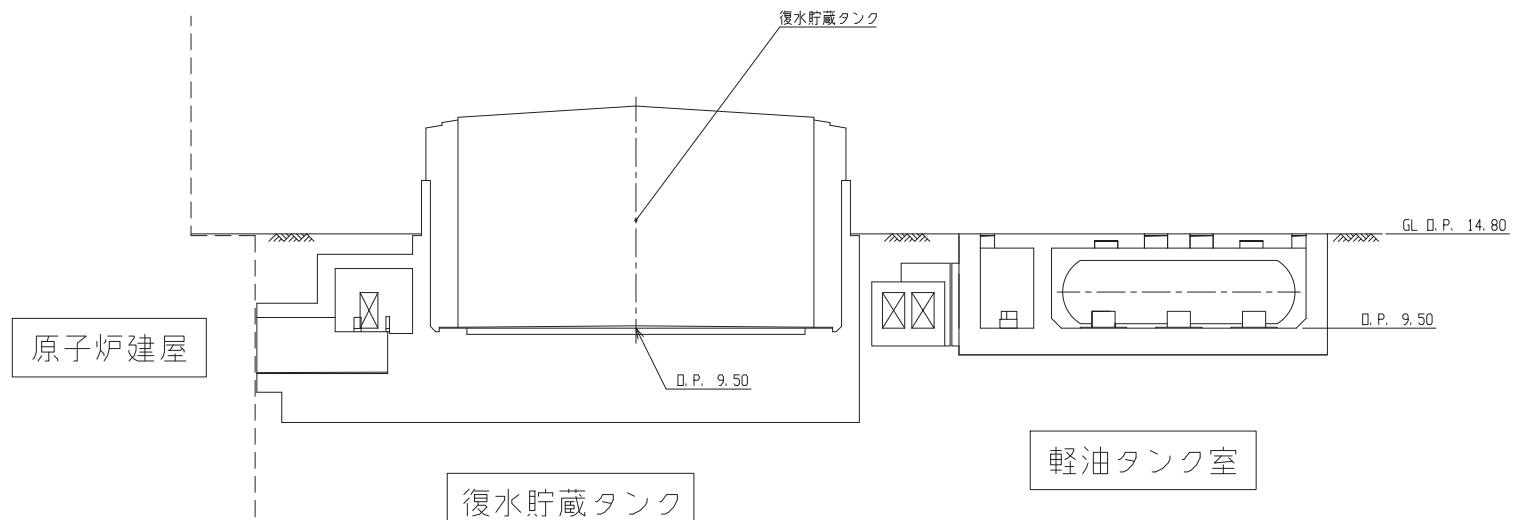 復水貯蔵タンク
GL O.P. 14.80
O.P. 9.50
原子炉建屋
O.P. 9.50
軽油タンク室
復水貯蔵タンク